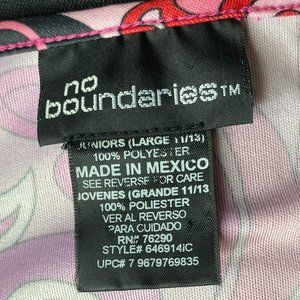 no
boundaries™
JUNIORS (LARGE 11/13)
100% POLYESTER
MADE IN MEXICO
SEE REVERSE FOR CARE
JOVENES (GRANDE 11/13
100% POLIESTER
VER AL REVERSO
PARA CUIDADO
RN# 76290
STYLE# 646914IC
UPC# 7 9679769835